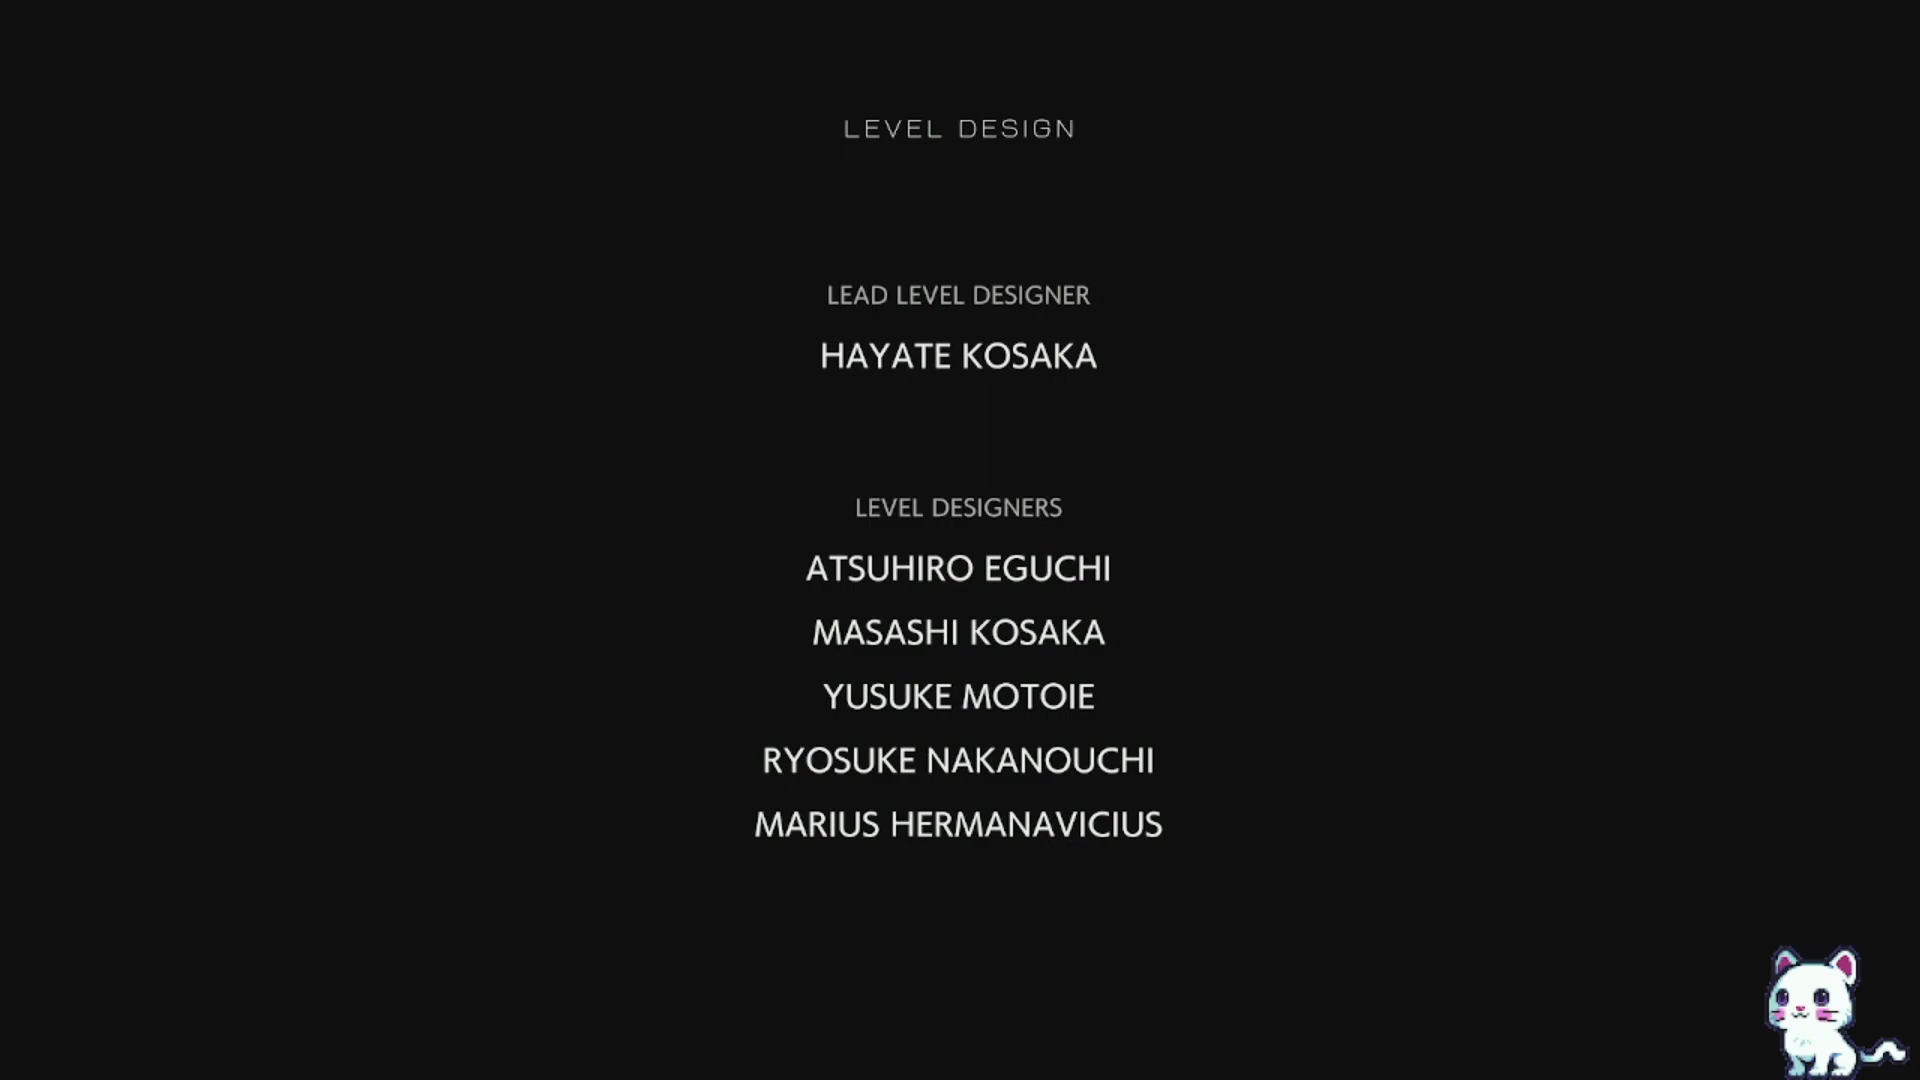 LEVEL DESIGN
LEAD LEVEL DESIGNER
HAYATE KOSAKA
LEVEL DESIGNERS
ATSUHIRO EGUCHI
MASASHI KOSAKA
YUSUKE MOTOIE
RYOSUKE NAKANOUCHI
MARIUS HERMANAVICIUS